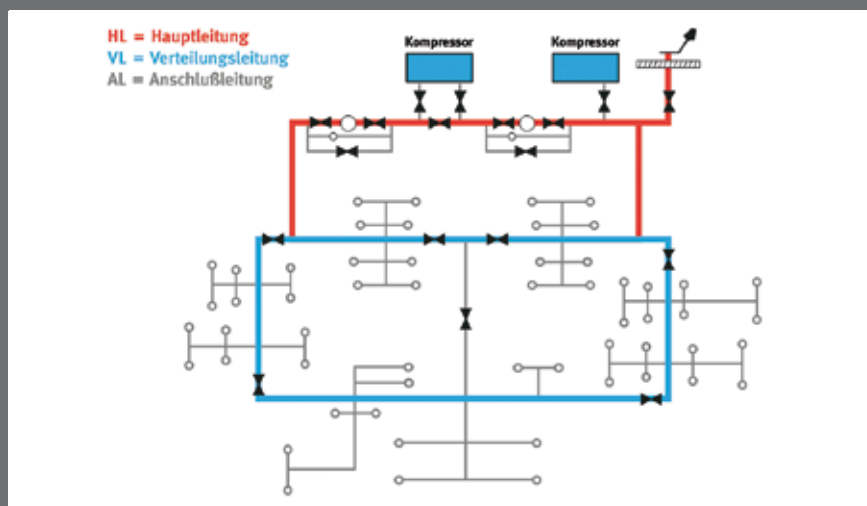 HL = Hauptleitung
VL = Verteilungsleitung
AL = Anschlußleitung
Kompressor
Kompressor